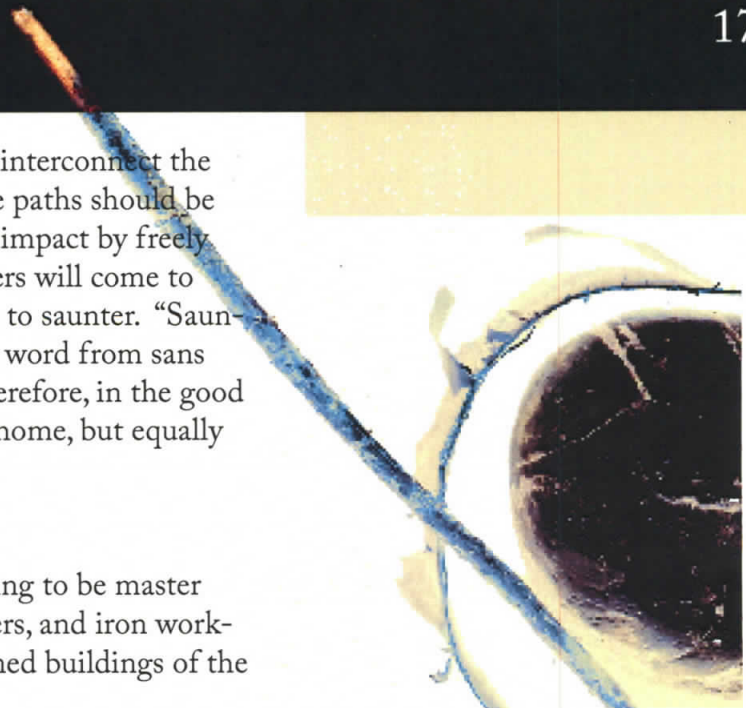 17
interconnect the
e paths should be
impact by freely
ers will come to
to saunter. “Saun-
word from sans
erefore, in the good
home, but equally
ng to be master
ers, and iron work-
ned buildings of the